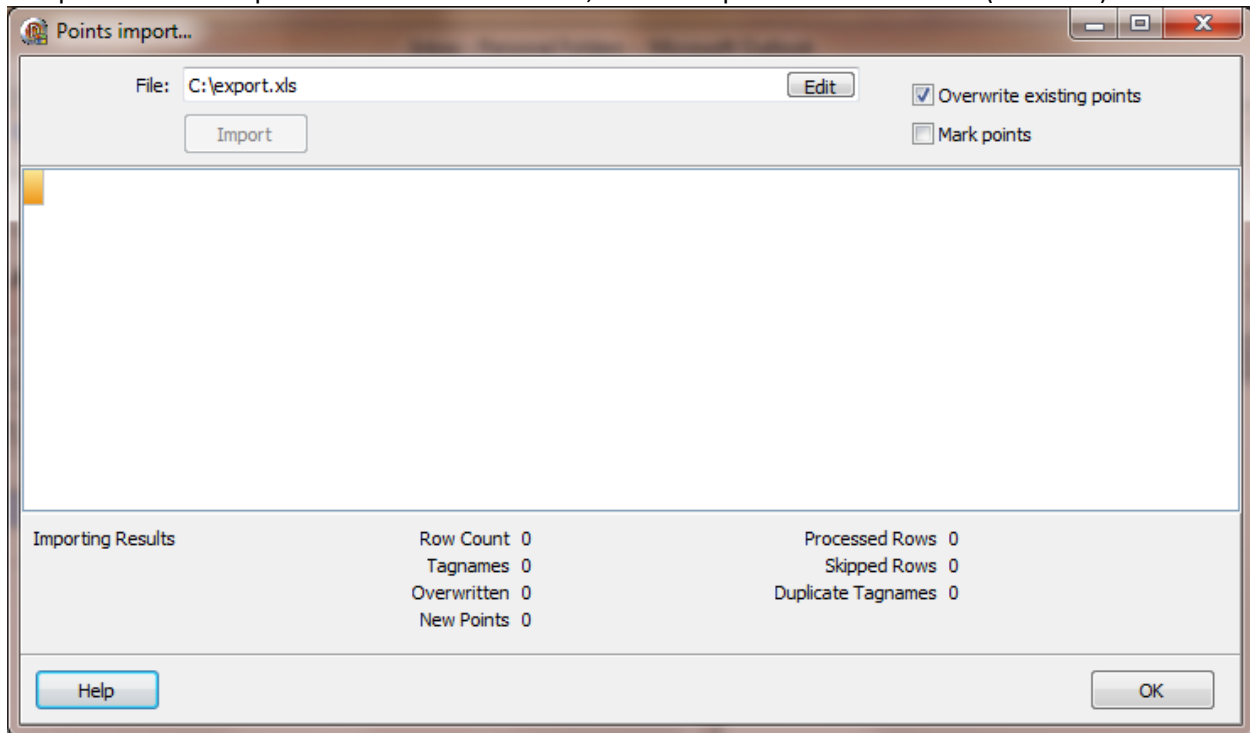 Points import...
File: C:\export.xls Edit
Overwrite existing points
Import
Mark points
Importing Results
Row Count 0
Processed Rows 0
Tagnames 0
Skipped Rows 0
Overwritten 0
Duplicate Tagnames 0
New Points 0
Help
OK